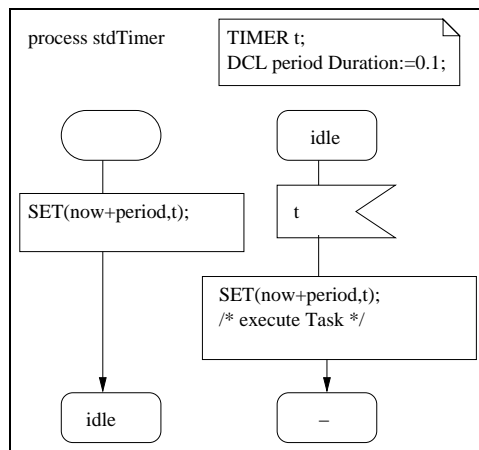 process stdTimer
TIMER t;
DCL period Duration:=0.1;
idle
SET(now+period,t);
t
SET(now+period,t);
/* execute Task */
idle
–